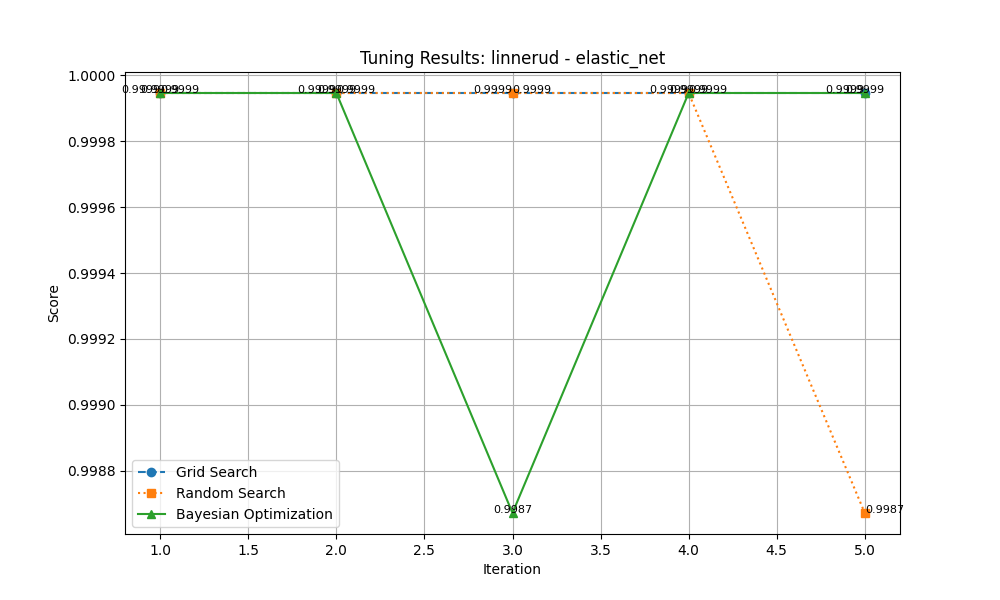 Tuning Results: linnerud - elastic_net
1.0000
0.9998
0.9996
0.9994
0.9992
0.9990
0.9988
Score
0.9987
0.9987
Grid Search
Random Search
Bayesian Optimization
1.0 1.5 2.0 2.5 3.0 3.5 4.0 4.5 5.0
Iteration